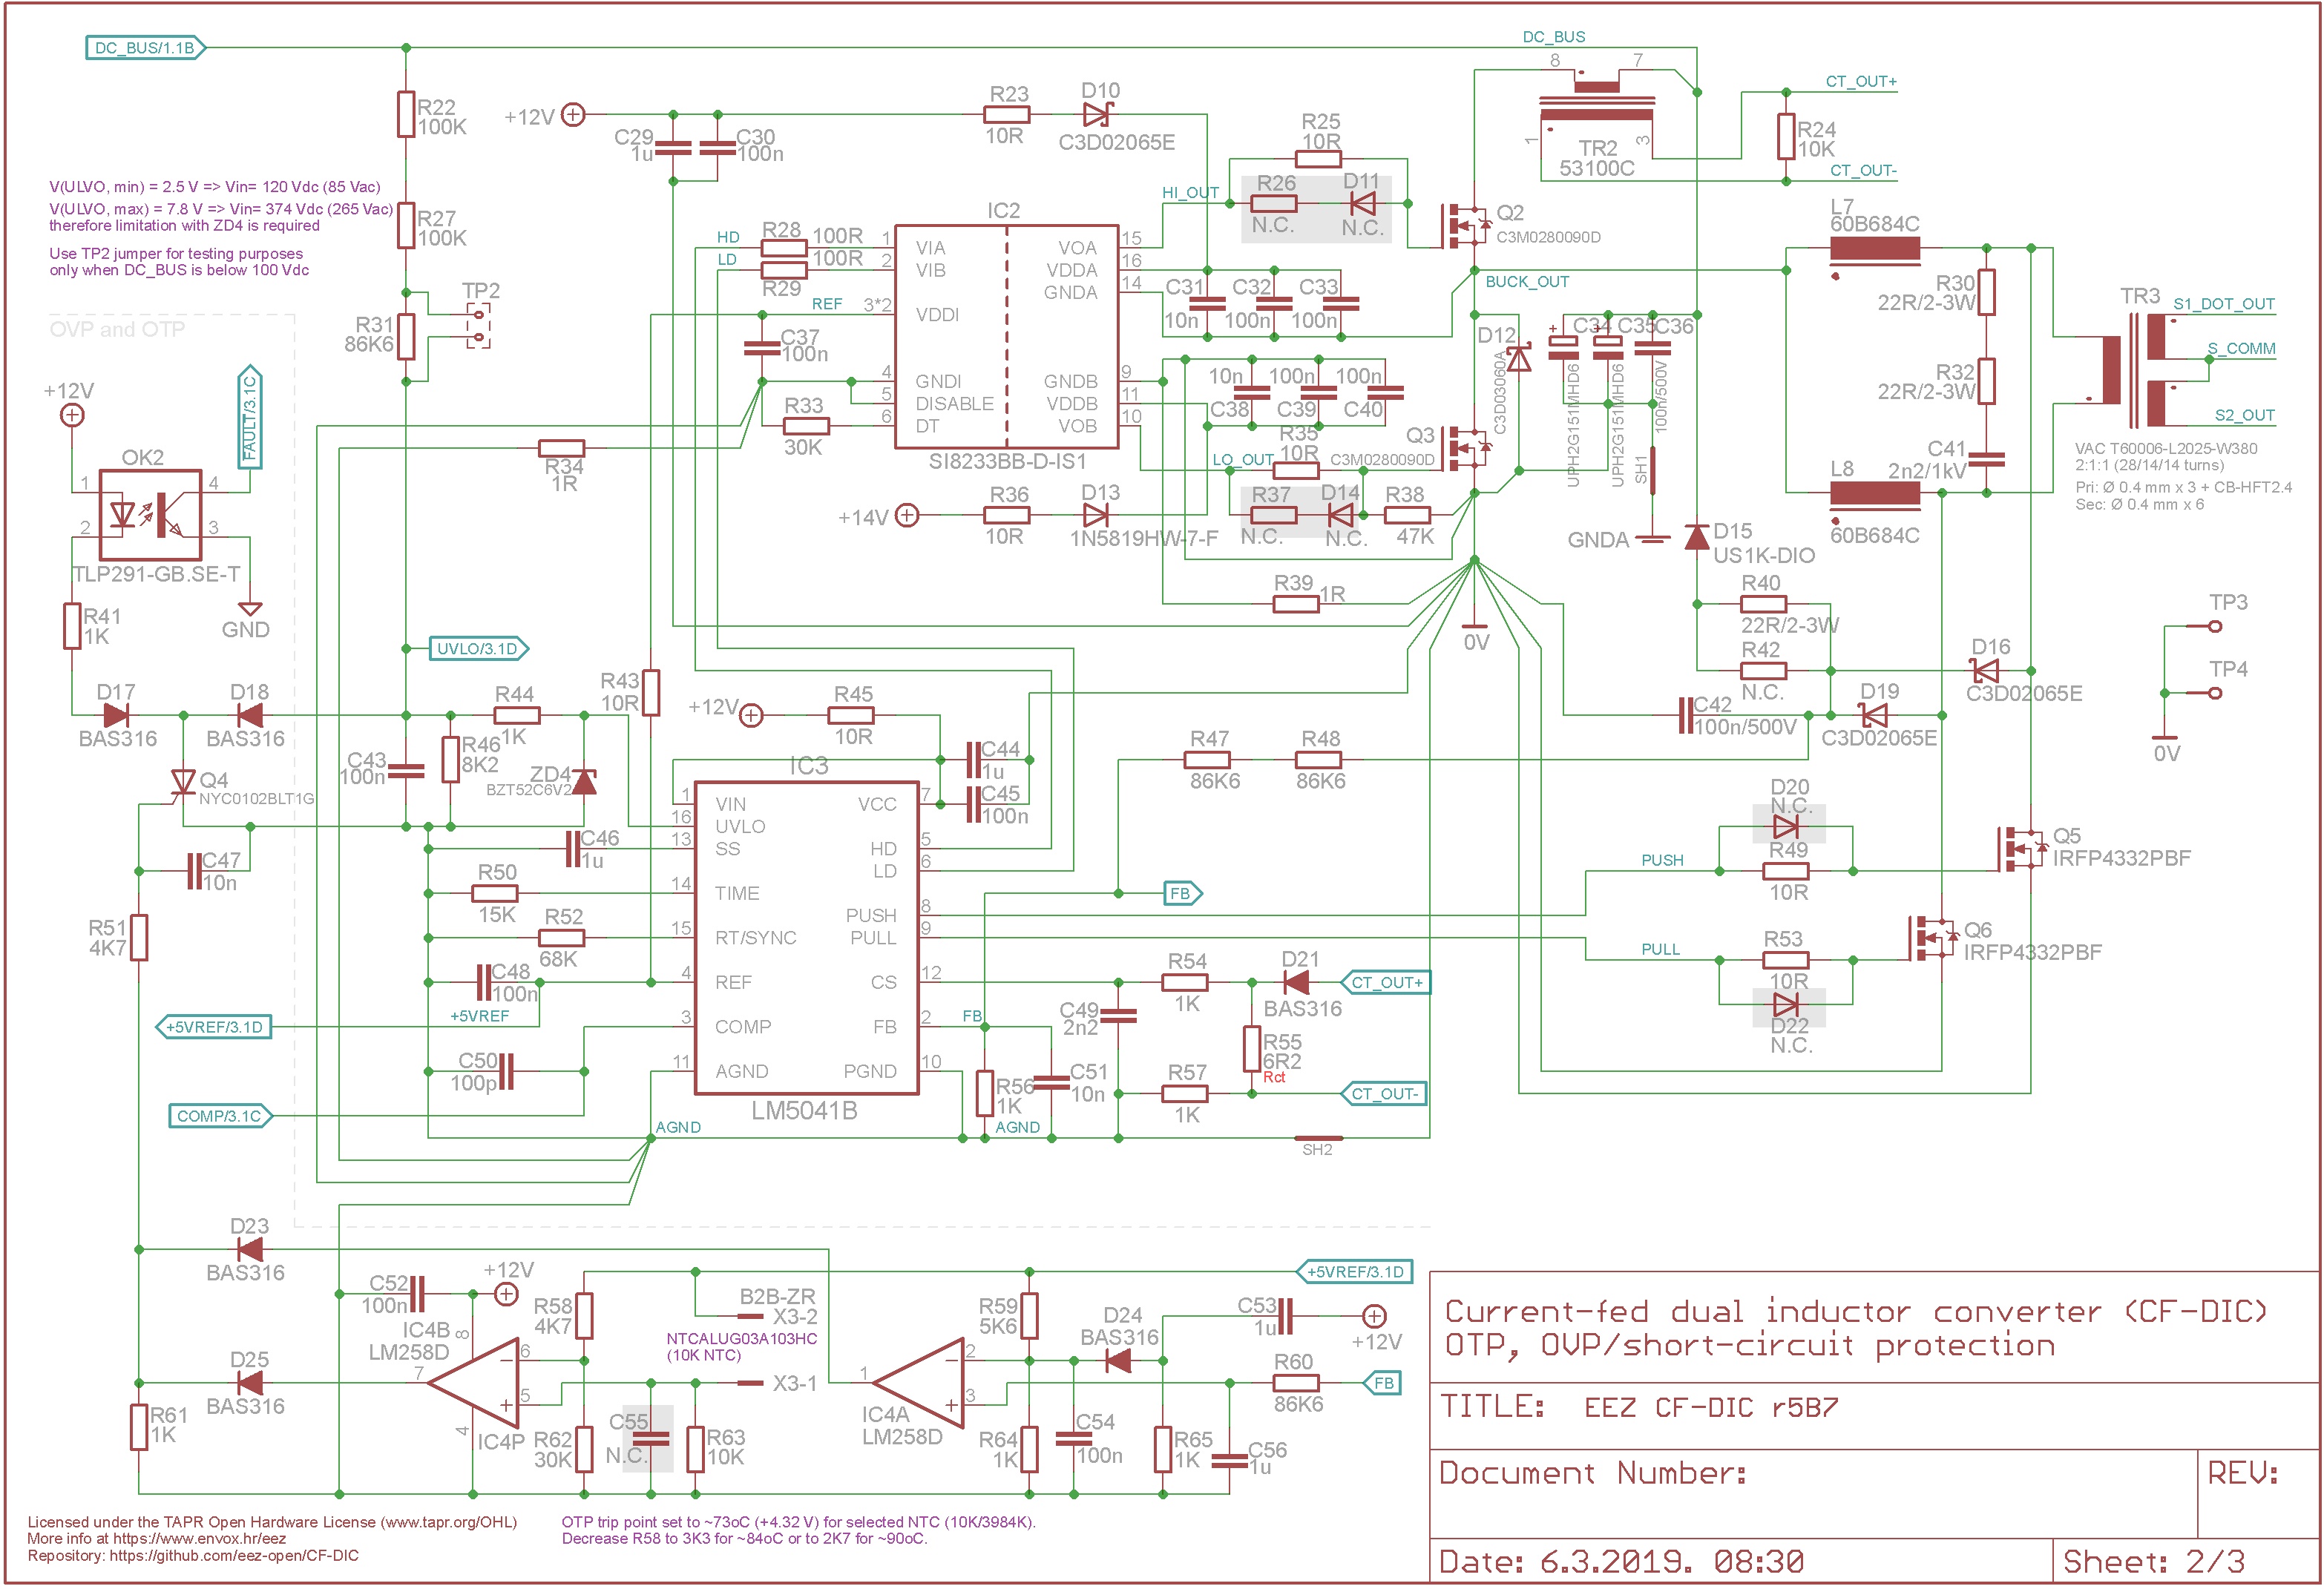 DC_BUS/1.1B
DC_BUS
8
7
CT_OUT+
R22
100K
+12V
C29
1u
C30
100n
R23
10R
D10
C3D02065E
R25
10R
1
3
TR2
53100C
R24
10K
CT_OUT-
V(ULVO, min) = 2.5 V => Vin= 120 Vdc (85 Vac)
V(ULVO, max) = 7.8 V => Vin= 374 Vdc (265 Vac)
therefore limitation with ZD4 is required
Use TP2 jumper for testing purposes
only when DC_BUS is below 100 Vdc
R27
100K
HI_OUT
R26
N.C.
D11
N.C.
Q2
C3M0280090D
L7
60B684C
IC2
HD
R28
100R
1
VIA
VOA
15
LD
R29
100R
2
VIB
VDDA
16
GNDA
14
REF
3*2
VDDI
C31
10n
C32
100n
C33
100n
BUCK_OUT
R30
22R/2-3W
TR3
S1_DOT_OUT
S_COMM
S2_OUT
TP2
OVP and OTP
R31
86K6
C37
100n
D12
C3D03060A
C34
UPH2G151MHD6
C35
UPH2G151MHD6
C36
100n/500V
R32
22R/2-3W
+12V
FAULT/3.1C
4
GNDI
GNDB
9
5
DISABLE
VDDB
11
6
DT
VOB
10
R33
30K
10n
C38
100n
C39
100n
C40
SI8233BB-D-IS1
R34
1R
LO_OUT
R35
10R
C3M0280090D
Q3
SH1
C41
2n2/1kV
VAC T60006-L2025-W380
2:1:1 (28/14/14 turns)
Pri: Ø 0.4 mm x 3 + CB-HFT2.4
Sec: Ø 0.4 mm x 6
OK2
1
2
4
3
TLP291-GB.SE-T
+14V
R36
10R
D13
1N5819HW-7-F
R37
N.C.
D14
N.C.
R38
47K
GNDA
D15
US1K-DIO
L8
60B684C
R41
1K
GND
R39
1R
0V
R40
22R/2-3W
R42
N.C.
D16
C3D02065E
TP3
TP4
0V
UVLO/3.1D
D17
BAS316
D18
BAS316
R44
1K
R43
10R
+12V
R45
10R
C42
100n/500V
D19
C3D02065E
Q4
NYC0102BLT1G
C43
100n
R46
8K2
ZD4
BZT52C6V2
IC3
C44
1u
C45
100n
R47
86K6
R48
86K6
1
VIN
VCC
7
16
UVLO
13
SS
HD
5
LD
6
14
TIME
PUSH
8
15
RT/SYNC
PULL
9
4
REF
CS
12
3
COMP
FB
2
11
AGND
PGND
10
LM5041B
C46
1u
C47
10n
R50
15K
R51
4K7
R52
68K
C48
100n
+5VREF
+5VREF/3.1D
C50
100p
COMP/3.1C
FB
PUSH
D20
N.C.
R49
10R
Q5
IRFP4332PBF
PULL
R53
10R
D22
N.C.
Q6
IRFP4332PBF
R54
1K
D21
BAS316
CT_OUT+
C49
2n2
FB
R55
6R2
Rct
R56
1K
C51
10n
R57
1K
CT_OUT-
AGND
AGND
SH2
D23
BAS316
C52
100n
+12V
IC4B
LM258D
8
6
7
5
4
IC4P
D25
BAS316
R61
1K
R58
4K7
B2B-ZR
X3-2
NTCALUG03A103HC
(10K NTC)
X3-1
R62
30K
C55
N.C.
R63
10K
1
2
3
IC4A
LM258D
R59
5K6
D24
BAS316
C53
1u
+12V
+5VREF/3.1D
R60
86K6
FB
R64
1K
C54
100n
R65
1K
C56
1u
Current-fed dual inductor converter (CF-DIC)
OTP, OVP/short-circuit protection
TITLE: EEZ CF-DIC r5B7
Document Number:
REV:
Date: 6.3.2019. 08:30
Sheet: 2/3
Licensed under the TAPR Open Hardware License (www.tapr.org/OHL)
More info at https://www.envox.hr/eez
Repository: https://github.com/eez-open/CF-DIC
OTP trip point set to ~73oC (+4.32 V) for selected NTC (10K/3984K).
Decrease R58 to 3K3 for ~84oC or to 2K7 for ~90oC.